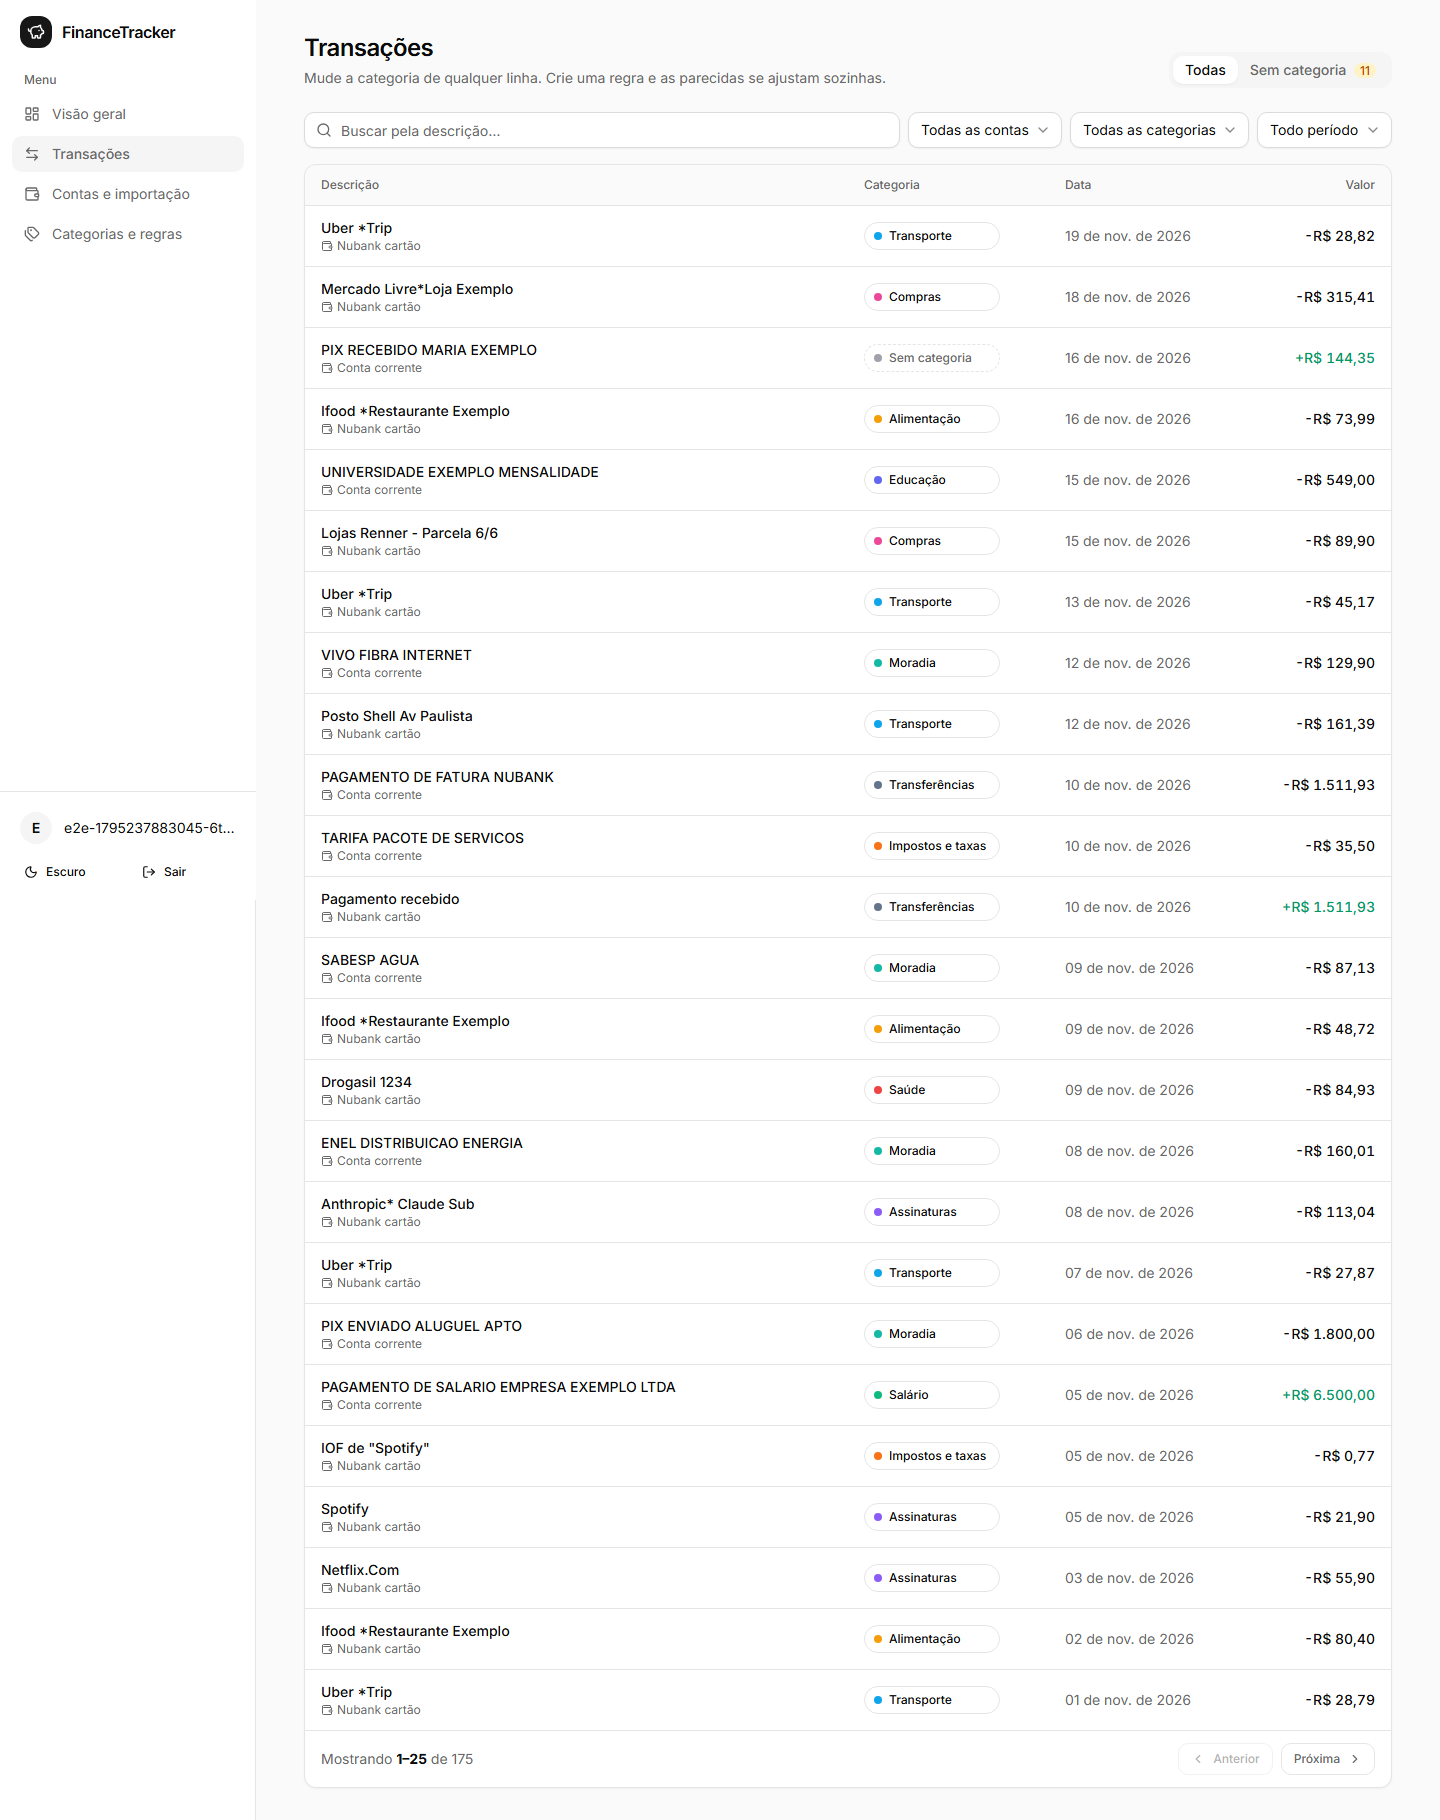 FinanceTracker
Menu
Visão geral
Transações
Contas e importação
Categorias e regras
E e2e-1795237883045-6t...
Escuro Sair
Transações
Mude a categoria de qualquer linha. Crie uma regra e as parecidas se ajustam sozinhas.
Todas Sem categoria 11
Buscar pela descrição... Todas as contas Todas as categorias Todo período
Descrição Categoria Data Valor
Uber *Trip
Nubank cartão
Transporte 19 de nov. de 2026 -R$ 28,82
Mercado Livre*Loja Exemplo
Nubank cartão
Compras 18 de nov. de 2026 -R$ 315,41
PIX RECEBIDO MARIA EXEMPLO
Conta corrente
Sem categoria 16 de nov. de 2026 +R$ 144,35
Ifood *Restaurante Exemplo
Nubank cartão
Alimentação 16 de nov. de 2026 -R$ 73,99
UNIVERSIDADE EXEMPLO MENSALIDADE
Conta corrente
Educação 15 de nov. de 2026 -R$ 549,00
Lojas Renner - Parcela 6/6
Nubank cartão
Compras 15 de nov. de 2026 -R$ 89,90
Uber *Trip
Nubank cartão
Transporte 13 de nov. de 2026 -R$ 45,17
VIVO FIBRA INTERNET
Conta corrente
Moradia 12 de nov. de 2026 -R$ 129,90
Posto Shell Av Paulista
Nubank cartão
Transporte 12 de nov. de 2026 -R$ 161,39
PAGAMENTO DE FATURA NUBANK
Conta corrente
Transferências 10 de nov. de 2026 -R$ 1.511,93
TARIFA PACOTE DE SERVICOS
Conta corrente
Impostos e taxas 10 de nov. de 2026 -R$ 35,50
Pagamento recebido
Nubank cartão
Transferências 10 de nov. de 2026 +R$ 1.511,93
SABESP AGUA
Conta corrente
Moradia 09 de nov. de 2026 -R$ 87,13
Ifood *Restaurante Exemplo
Nubank cartão
Alimentação 09 de nov. de 2026 -R$ 48,72
Drogasil 1234
Nubank cartão
Saúde 09 de nov. de 2026 -R$ 84,93
ENEL DISTRIBUICAO ENERGIA
Conta corrente
Moradia 08 de nov. de 2026 -R$ 160,01
Anthropic* Claude Sub
Nubank cartão
Assinaturas 08 de nov. de 2026 -R$ 113,04
Uber *Trip
Nubank cartão
Transporte 07 de nov. de 2026 -R$ 27,87
PIX ENVIADO ALUGUEL APTO
Conta corrente
Moradia 06 de nov. de 2026 -R$ 1.800,00
PAGAMENTO DE SALARIO EMPRESA EXEMPLO LTDA
Conta corrente
Salário 05 de nov. de 2026 +R$ 6.500,00
IOF de "Spotify"
Nubank cartão
Impostos e taxas 05 de nov. de 2026 -R$ 0,77
Spotify
Nubank cartão
Assinaturas 05 de nov. de 2026 -R$ 21,90
Netflix.Com
Nubank cartão
Assinaturas 03 de nov. de 2026 -R$ 55,90
Ifood *Restaurante Exemplo
Nubank cartão
Alimentação 02 de nov. de 2026 -R$ 80,40
Uber *Trip
Nubank cartão
Transporte 01 de nov. de 2026 -R$ 28,79
Mostrando 1–25 de 175 Anterior Próxima